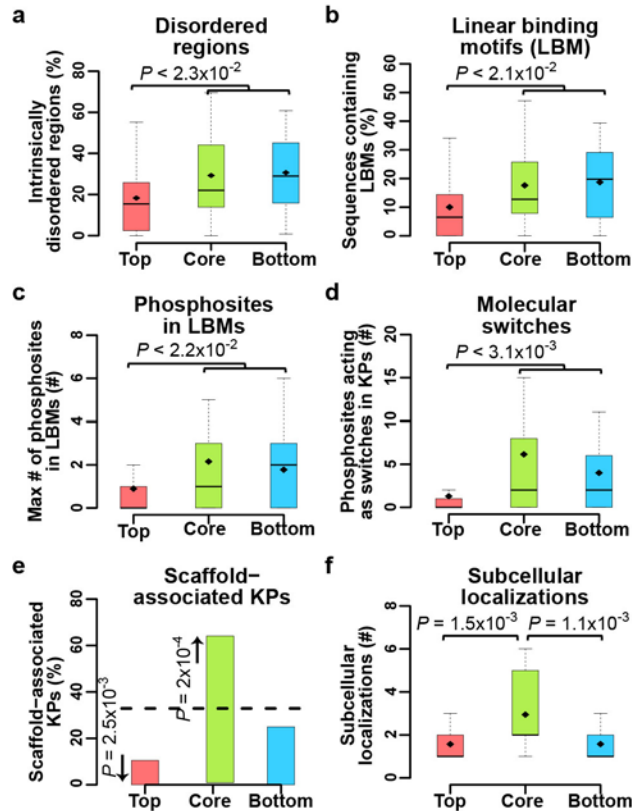 a
Disordered
regions
Intrinsically
disordered regions (%)
0 20 40 60 80
P < 2.3x10-2
Top Core Bottom
b
Linear binding
motifs (LBM)
Sequences containing
LBMs (%)
0 10 20 30 40 50 60
P < 2.1x10-2
Top Core Bottom
c
Phosphosites
in LBMs
Max # of phosphosites
in LBMs (#)
0 2 4 6 8
P < 2.2x10-2
Top Core Bottom
d
Molecular
switches
Phosphosites acting
as switches in KPs (#)
0 5 10 15 20
P < 3.1x10-3
Top Core Bottom
e
Scaffold−
associated KPs
Scaffold−associated
KPs (%)
0 20 40 60 80
P = 2.5x10-3
P = 2x10-4
Top Core Bottom
f
Subcellular
localizations
Subcellular
localizations (#)
0 2 4 6 8
P = 1.5x10-3
P = 1.1x10-3
Top Core Bottom